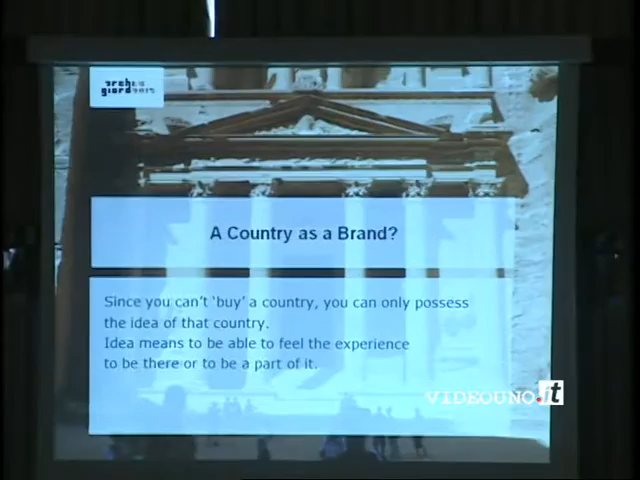 A Country as a Brand?
Since you can't 'buy' a country, you can only possess
the idea of that country.
Idea means to be able to feel the experience
to be there or to be a part of it.
VIDEOUNO.it